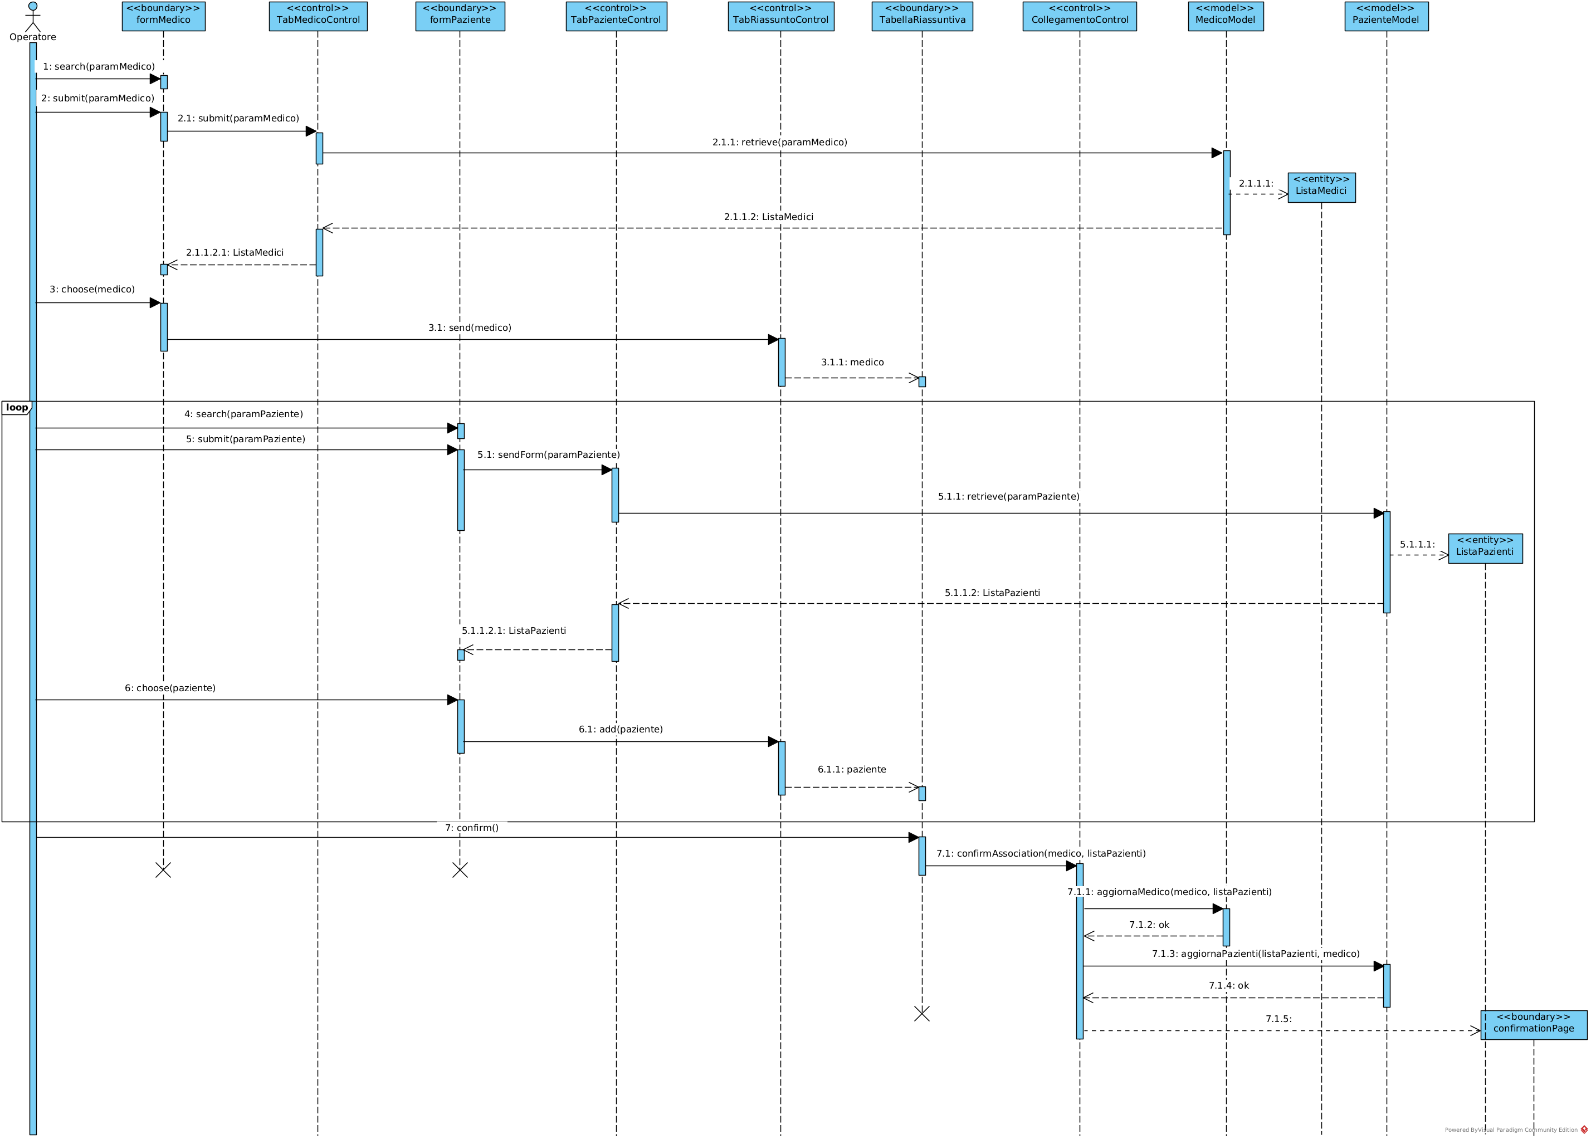 <<boundary>>
formMedico
<<control>>
TabMedicoControl
<<boundary>>
formPaziente
<<control>>
TabPazienteControl
<<control>>
TabRiassuntoControl
<<boundary>>
TabellaRiassuntiva
<<control>>
CollegamentoControl
<<model>>
MedicoModel
<<model>>
PazienteModel
Operatore
1: search(paramMedico)
2: submit(paramMedico)
2.1: submit(paramMedico)
2.1.1: retrieve(paramMedico)
2.1.1.1:
<<entity>>
ListaMedici
2.1.1.2: ListaMedici
2.1.1.2.1: ListaMedici
3: choose(medico)
3.1: send(medico)
3.1.1: medico
loop
4: search(paramPaziente)
5: submit(paramPaziente)
5.1: sendForm(paramPaziente)
5.1.1: retrieve(paramPaziente)
5.1.1.1:
<<entity>>
ListaPazienti
5.1.1.2: ListaPazienti
5.1.1.2.1: ListaPazienti
6: choose(paziente)
6.1: add(paziente)
6.1.1: paziente
7: confirm()
7.1: confirmAssociation(medico, listaPazienti)
7.1.1: aggiornaMedico(medico, listaPazienti)
7.1.2: ok
7.1.3: aggiornaPazienti(listaPazienti, medico)
7.1.4: ok
7.1.5:
<<boundary>>
confirmationPage
Powered By Visual Paradigm Community Edition